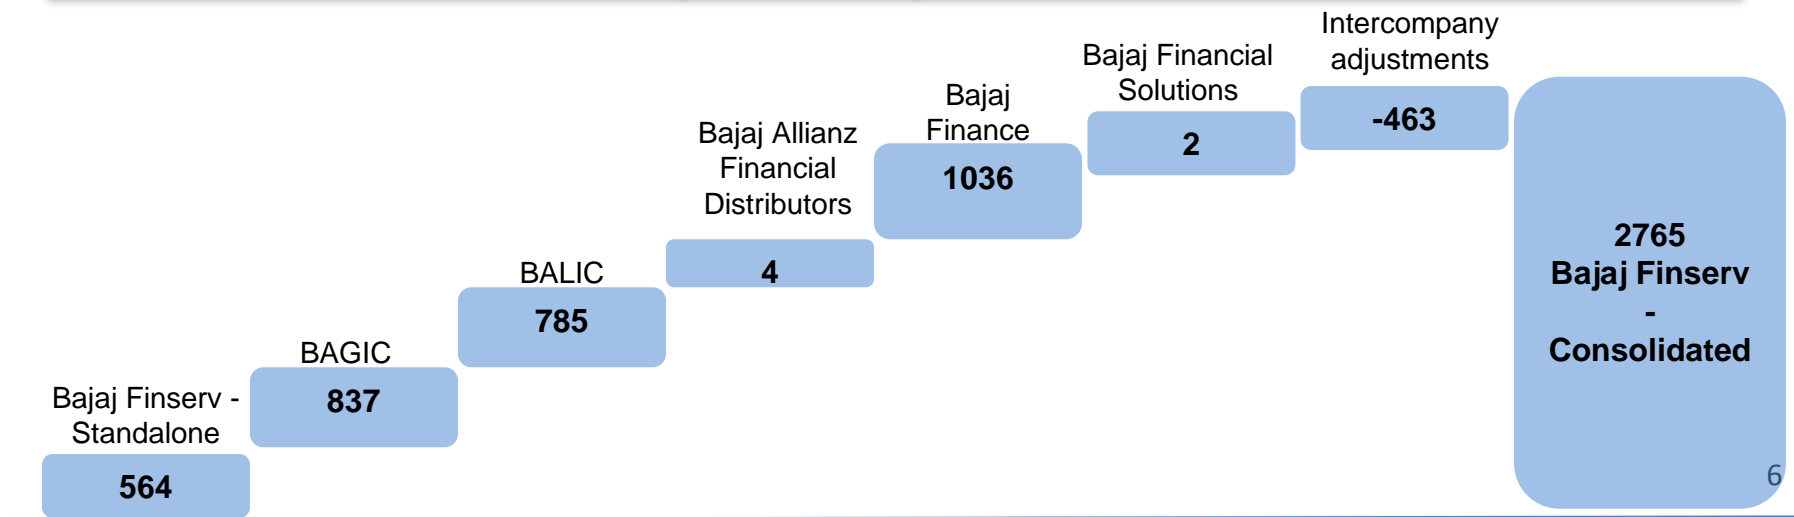 Bajaj Finserv -
Standalone
564
BAGIC
837
BALIC
785
Bajaj Allianz
Financial
Distributors
4
Bajaj
Finance
1036
Bajaj Financial
Solutions
2
Intercompany
adjustments
-463
2765
Bajaj Finserv
-
Consolidated
6